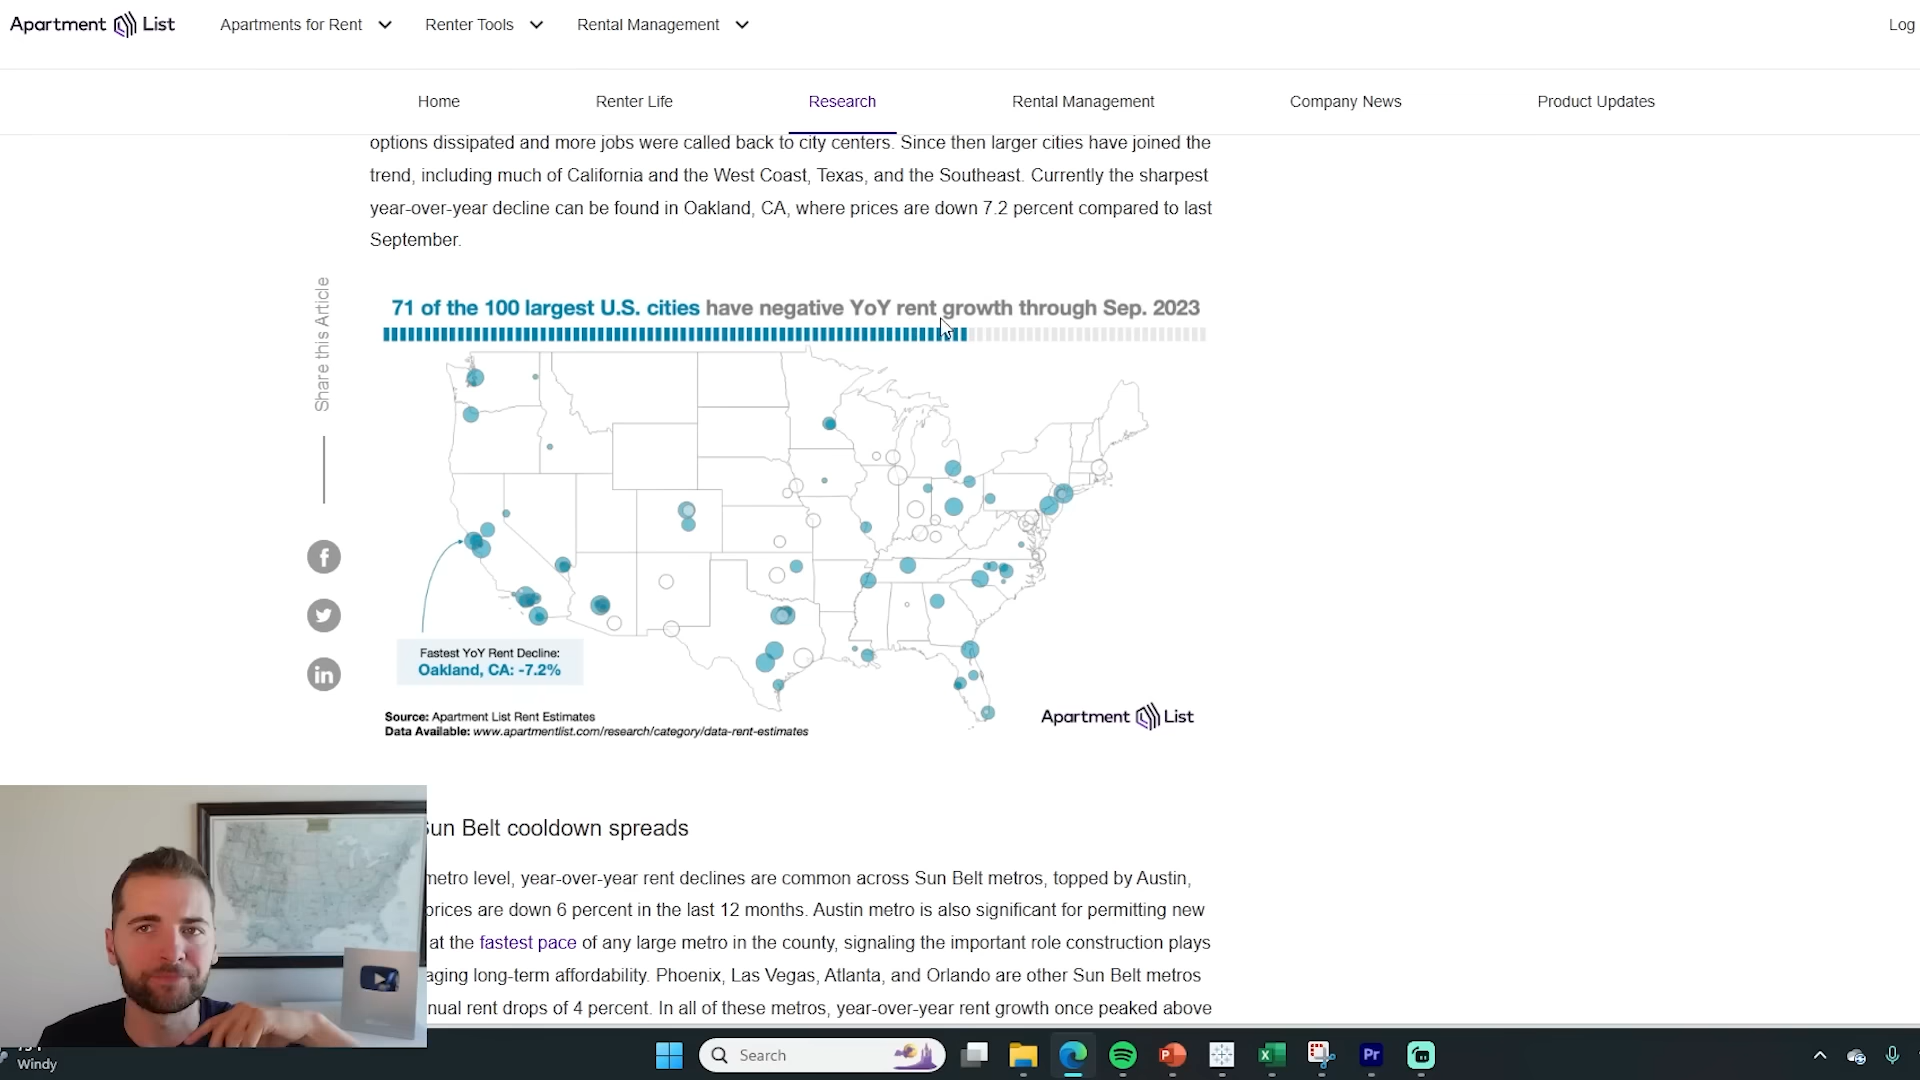 Apartment List
Apartments for Rent
Renter Tools
Rental Management
Log
Home
Renter Life
Research
Rental Management
Company News
Product Updates
options dissipated and more jobs were called back to city centers. Since then larger cities have joined the
trend, including much of California and the West Coast, Texas, and the Southeast. Currently the sharpest
year-over-year decline can be found in Oakland, CA, where prices are down 7.2 percent compared to last
September.
Share this Article
71 of the 100 largest U.S. cities have negative YoY rent growth through Sep. 2023
Fastest YoY Rent Decline:
Oakland, CA: -7.2%
Source: Apartment List Rent Estimates
Data Available: www.apartmentlist.com/research/category/data-rent-estimates
Apartment List
Sun Belt cooldown spreads
metro level, year-over-year rent declines are common across Sun Belt metros, topped by Austin,
prices are down 6 percent in the last 12 months. Austin metro is also significant for permitting new
at the fastest pace of any large metro in the county, signaling the important role construction plays
aging long-term affordability. Phoenix, Las Vegas, Atlanta, and Orlando are other Sun Belt metros
nual rent drops of 4 percent. In all of these metros, year-over-year rent growth once peaked above
Windy
Search
Pr